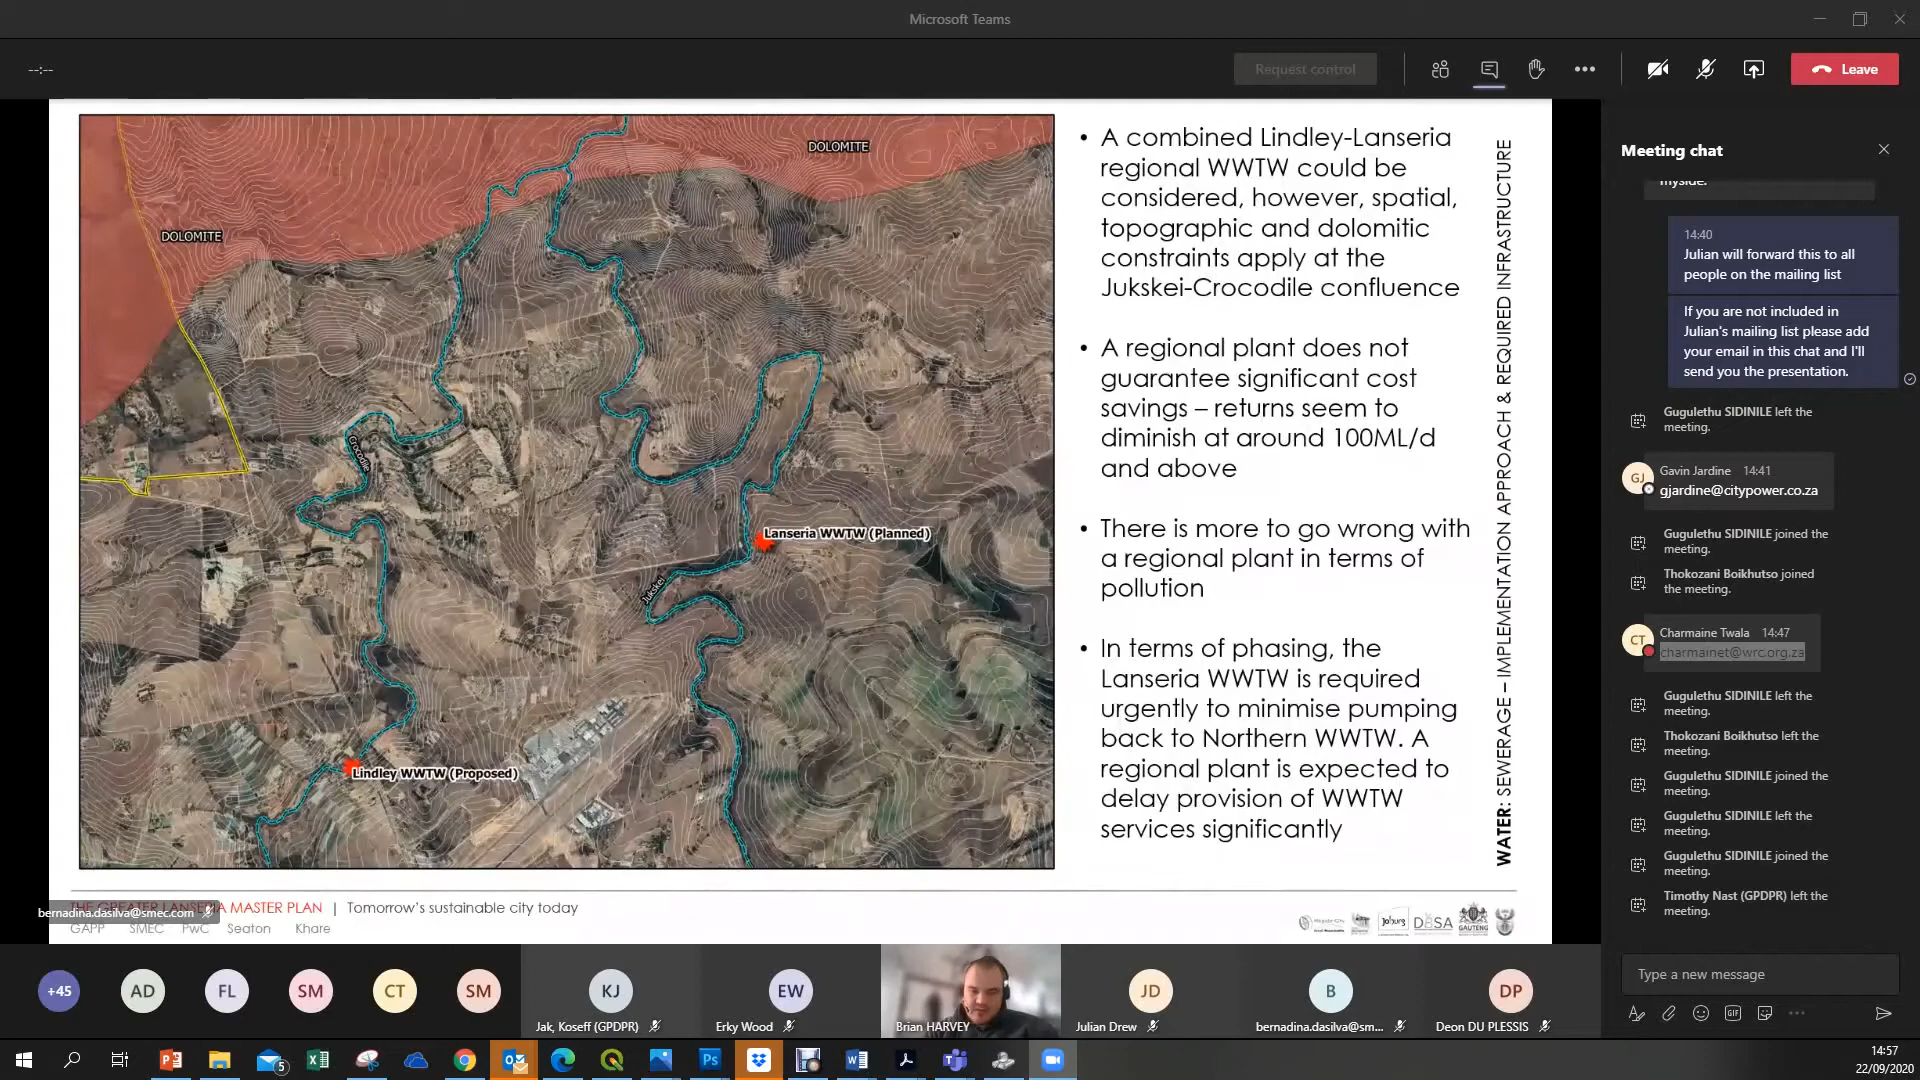 Microsoft Teams
--:--
Request control
Leave
DOLOMITE
DOLOMITE
Crocodile
Lanseria WWTW (Planned)
Jukskei
Lindley WWTW (Proposed)
• A combined Lindley-Lanseria
regional WWTW could be
considered, however, spatial,
topographic and dolomitic
constraints apply at the
Jukskei-Crocodile confluence
• A regional plant does not
guarantee significant cost
savings – returns seem to
diminish at around 100ML/d
and above
• There is more to go wrong with
a regional plant in terms of
pollution
• In terms of phasing, the
Lanseria WWTW is required
urgently to minimise pumping
back to Northern WWTW. A
regional plant is expected to
delay provision of WWTW
services significantly
WATER: SEWERAGE – IMPLEMENTATION APPROACH & REQUIRED INFRASTRUCTURE
THE GREATER LANSERIA MASTER PLAN | Tomorrow's sustainable city today
bernadina.dasilva@smec.com
GAPP SMEC PwC Seaton Khare
Joburg
DBSA
GAUTENG
Meeting chat
myside.
14:40
Julian will forward this to all
people on the mailing list
If you are not included in
Julian's mailing list please add
your email in this chat and I'll
send you the presentation.
Gugulethu SIDINILE left the
meeting.
GJ
Gavin Jardine 14:41
gjardine@citypower.co.za
Gugulethu SIDINILE joined the
meeting.
Thokozani Boikhutso joined
the meeting.
CT
Charmaine Twala 14:47
charmainet@wrc.org.za
Gugulethu SIDINILE left the
meeting.
Thokozani Boikhutso left the
meeting.
Gugulethu SIDINILE joined the
meeting.
Gugulethu SIDINILE left the
meeting.
Gugulethu SIDINILE joined the
meeting.
Timothy Nast (GPDPR) left the
meeting.
Type a new message
GIF
+45
AD
FL
SM
CT
SM
KJ
Jak, Koseff (GPDPR)
EW
Erky Wood
Brian HARVEY
JD
Julian Drew
B
bernadina.dasilva@sm...
DP
Deon DU PLESSIS
5
Ps
14:57
22/09/2020